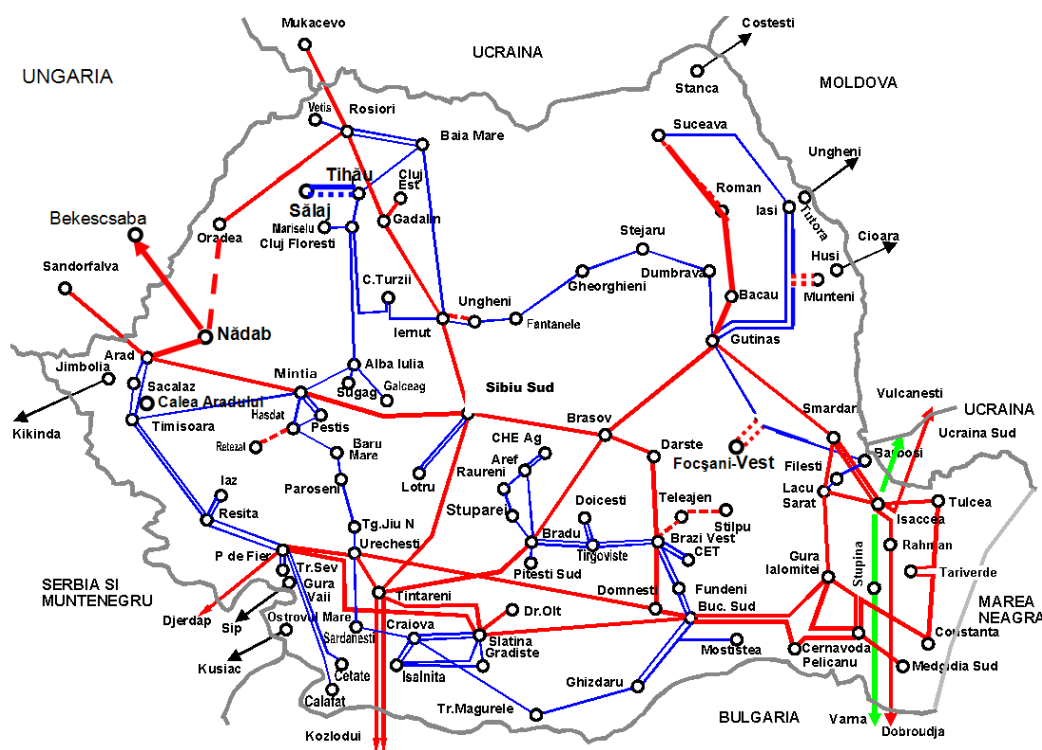 Mukacevo
UCRAINA
Costesti
UNGARIA
MOLDOVA
Stanca
Vetis
Rosiori
Baia Mare
Suceava
Ungheni
Tihău
Cluj
Est
Sălaj
Roman
Iasi
Tutora
Bekescsaba
Oradea
Mariselu
Cluj Floresti
Gadalin
Stejaru
Cioara
Husi
Sandorfalva
C.Turzii
Gheorghieni
Dumbrava
Munteni
Ungheni
Bacau
Nădab
Iernut
Fantanele
Gutinas
Arad
Jimbolia
Alba Iulia
Sacalaz
Mintia
Sugag
Galceag
Sibiu Sud
Vulcanesti
Calea Aradului
Kikinda
Timisoara
Hasdat
Pestis
Brasov
Smardan
UCRAINA
Ucraina Sud
Retezat
Baru
Mare
CHE Ag
Aref
Darste
Focşani-Vest
Barbosi
Filesti
Raureni
Iaz
Paroseni
Lotru
Doicesti
Teleajen
Lacu
Sarat
Tulcea
Resita
Stuparei
Stilpu
Isaccea
Tg.Jiu N
Bradu
Tirgoviste
Brazi Vest
P de Fier
Urechesti
Rahman
Tr.Sev
Pitesti Sud
CET
Gura
Ialomitei
Stupina
Tariverde
SERBIA SI
MUNTENEGRU
Gura
Vaii
Tintareni
Fundeni
Domnesti
Djerdap
Sip
Ostrovul Mare
Dr.Olt
Buc. Sud
MAREA
NEAGRA
Sardanesti
Craiova
Slatina
Constanta
Kusiac
Gradiste
Mostistea
Cernavoda
Pelicanu
Medgidia Sud
Cetate
Isalnita
Calafat
Ghizdaru
Tr.Magurele
BULGARIA
Varna
Kozlodui
Dobroudja